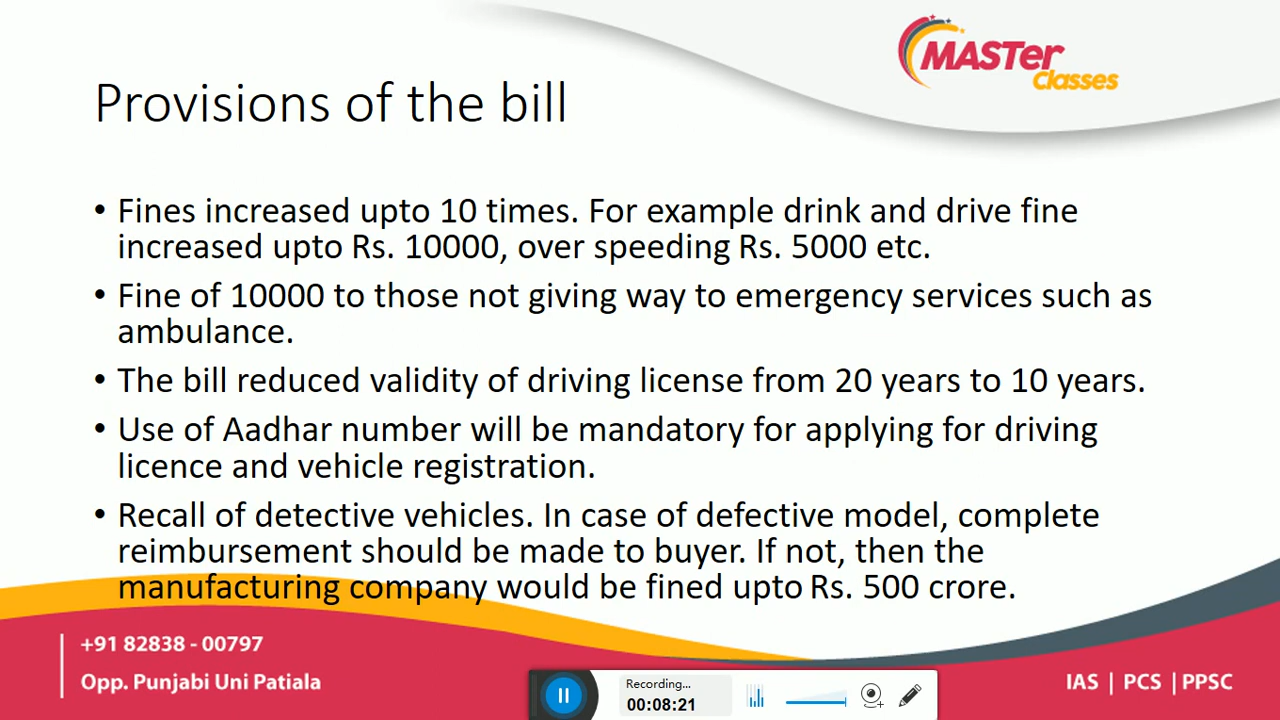 MASTer
Classes
Provisions of the bill
• Fines increased upto 10 times. For example drink and drive fine
increased upto Rs. 10000, over speeding Rs. 5000 etc.
• Fine of 10000 to those not giving way to emergency services such as
ambulance.
• The bill reduced validity of driving license from 20 years to 10 years.
• Use of Aadhar number will be mandatory for applying for driving
licence and vehicle registration.
• Recall of detective vehicles. In case of defective model, complete
reimbursement should be made to buyer. If not, then the
manufacturing company would be fined upto Rs. 500 crore.
+91 82838 - 00797
Opp. Punjabi Uni Patiala
Recording...
00:08:21
IAS | PCS | PPSC